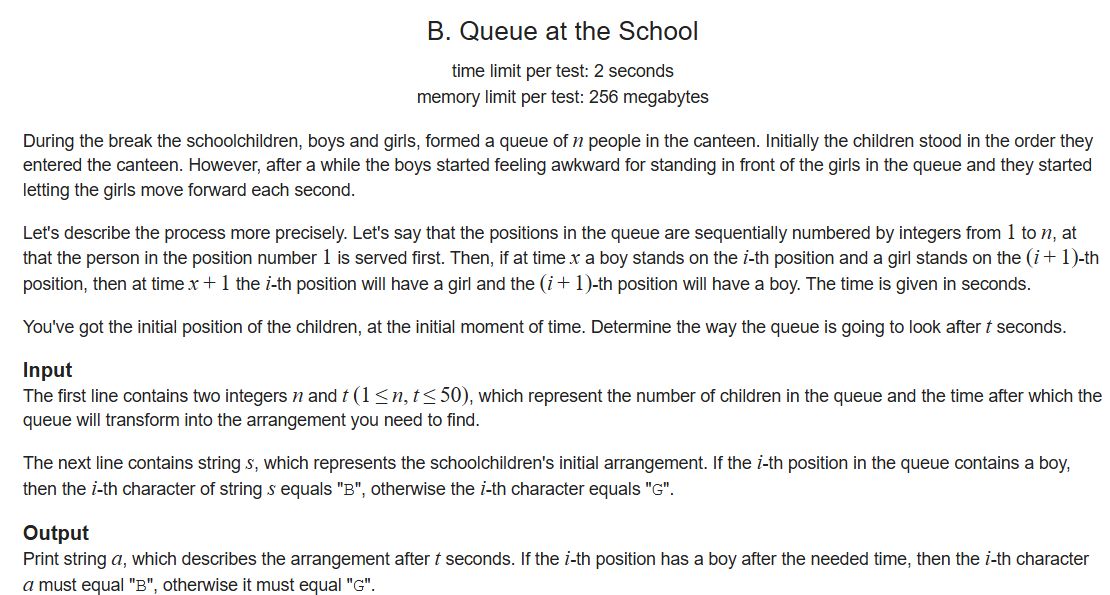 B. Queue at the School
time limit per test: 2 seconds
memory limit per test: 256 megabytes
During the break the schoolchildren, boys and girls, formed a queue of n people in the canteen. Initially the children stood in the order they
entered the canteen. However, after a while the boys started feeling awkward for standing in front of the girls in the queue and they started
letting the girls move forward each second.
Let's describe the process more precisely. Let's say that the positions in the queue are sequentially numbered by integers from 1 to n, at
that the person in the position number 1 is served first. Then, if at time x a boy stands on the i-th position and a girl stands on the (i + 1)-th
position, then at time x + 1 the i-th position will have a girl and the (i + 1)-th position will have a boy. The time is given in seconds.
You've got the initial position of the children, at the initial moment of time. Determine the way the queue is going to look after t seconds.
Input
The first line contains two integers n and t (1 ≤ n, t ≤ 50), which represent the number of children in the queue and the time after which the
queue will transform into the arrangement you need to find.
The next line contains string s, which represents the schoolchildren's initial arrangement. If the i-th position in the queue contains a boy,
then the i-th character of string s equals "B", otherwise the i-th character equals "G".
Output
Print string a, which describes the arrangement after t seconds. If the i-th position has a boy after the needed time, then the i-th character
a must equal "B", otherwise it must equal "G".